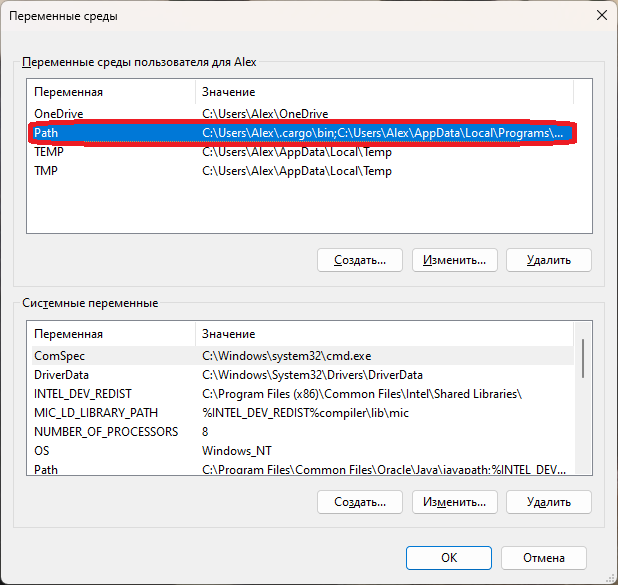 Переменные среды
Переменные среды пользователя для Alex
Переменная Значение
OneDrive C:\Users\Alex\OneDrive
Path C:\Users\Alex\.cargo\bin;C:\Users\Alex\AppData\Local\Programs\...
TEMP C:\Users\Alex\AppData\Local\Temp
TMP C:\Users\Alex\AppData\Local\Temp
Создать... Изменить... Удалить
Системные переменные
Переменная Значение
ComSpec C:\Windows\system32\cmd.exe
DriverData C:\Windows\System32\Drivers\DriverData
INTEL_DEV_REDIST C:\Program Files (x86)\Common Files\Intel\Shared Libraries\
MIC_LD_LIBRARY_PATH %INTEL_DEV_REDIST%compiler\lib\mic
NUMBER_OF_PROCESSORS 8
OS Windows_NT
Path C:\Program Files\Common Files\Oracle\Java\javapath;%INTEL_DEV...
Создать... Изменить... Удалить
ОК Отмена